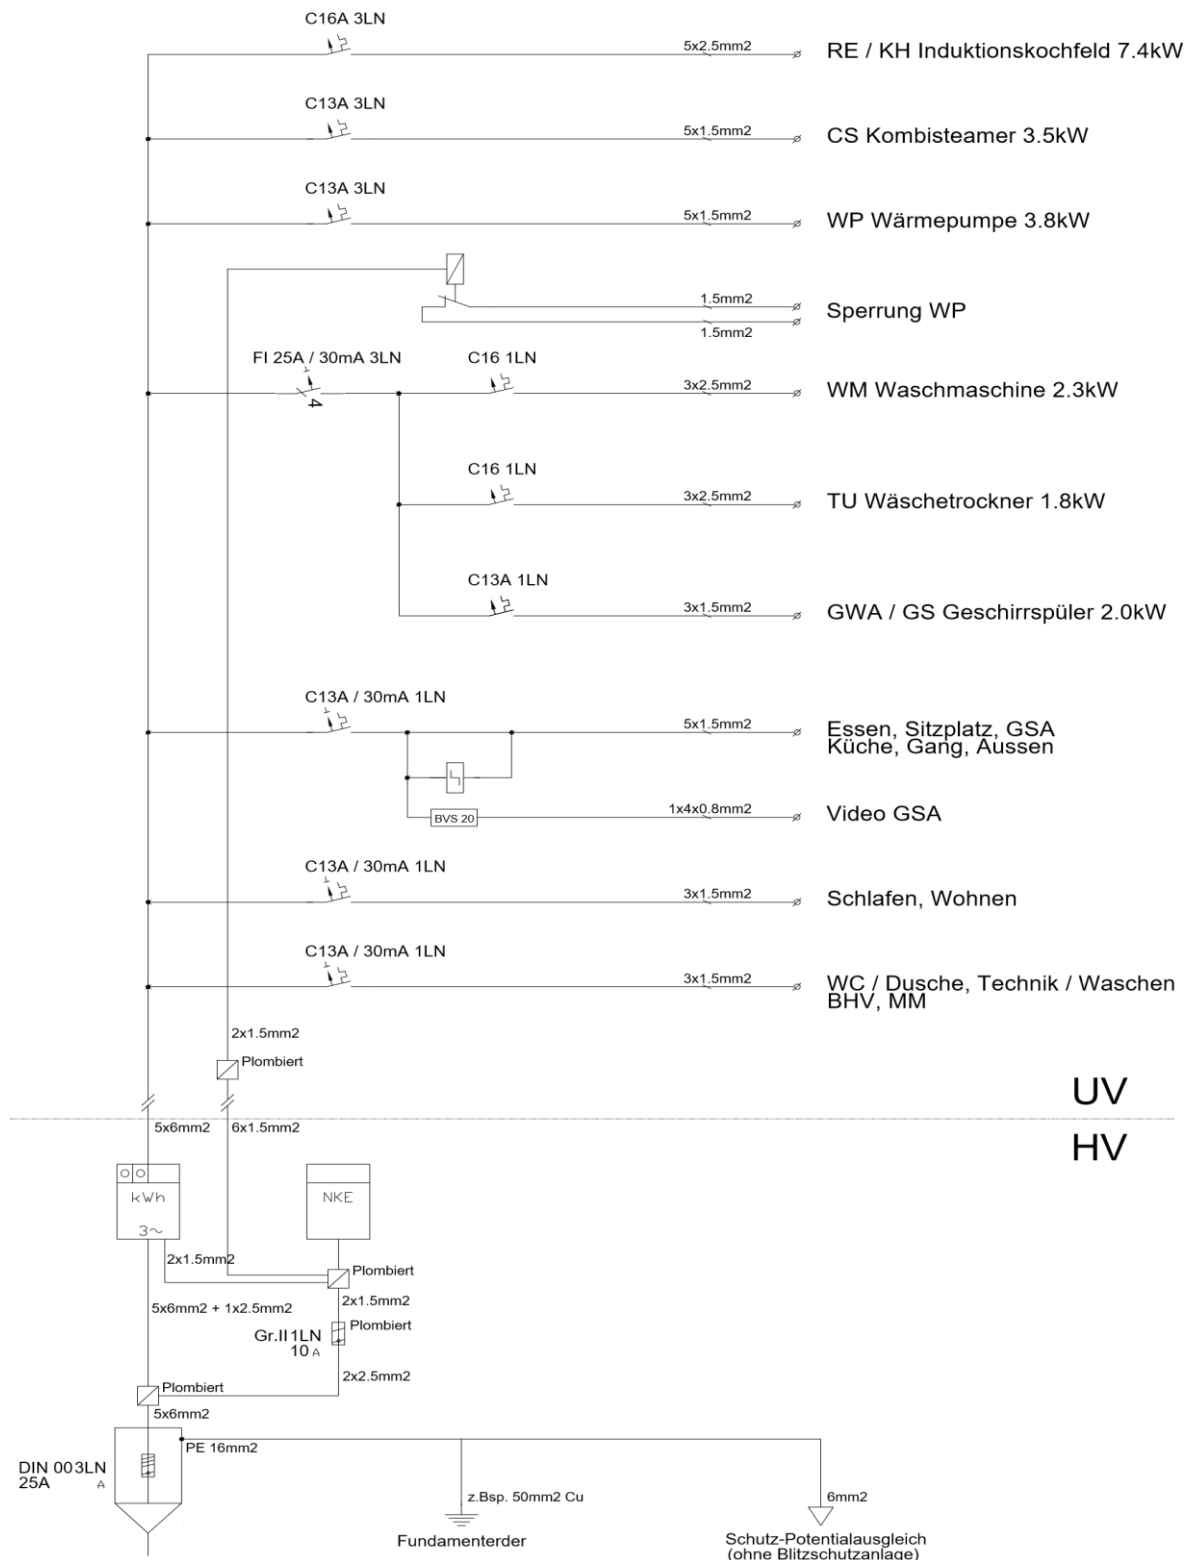 C16A 3LN
5x2.5mm2
RE / KH Induktionskochfeld 7.4kW
C13A 3LN
5x1.5mm2
CS Kombisteamer 3.5kW
C13A 3LN
5x1.5mm2
WP Wärmepumpe 3.8kW
1.5mm2
Sperrung WP
1.5mm2
FI 25A / 30mA 3LN
4
C16 1LN
3x2.5mm2
WM Waschmaschine 2.3kW
C16 1LN
3x2.5mm2
TU Wäschetrockner 1.8kW
C13A 1LN
3x1.5mm2
GWA / GS Geschirrspüler 2.0kW
C13A / 30mA 1LN
5x1.5mm2
Essen, Sitzplatz, GSA
Küche, Gang, Aussen
BVS 20
1x4x0.8mm2
Video GSA
C13A / 30mA 1LN
3x1.5mm2
Schlafen, Wohnen
C13A / 30mA 1LN
3x1.5mm2
WC / Dusche, Technik / Waschen
BHV, MM
2x1.5mm2
Plombiert
UV
5x6mm2
6x1.5mm2
HV
kWh
3~
NKE
2x1.5mm2
Plombiert
2x1.5mm2
5x6mm2 + 1x2.5mm2
Plombiert
Gr.II 1LN
10 A
2x2.5mm2
Plombiert
5x6mm2
PE 16mm2
DIN 00 3LN
25A
A
z.Bsp. 50mm2 Cu
6mm2
Fundamenterder
Schutz-Potentialausgleich
(ohne Blitzschutzanlage)